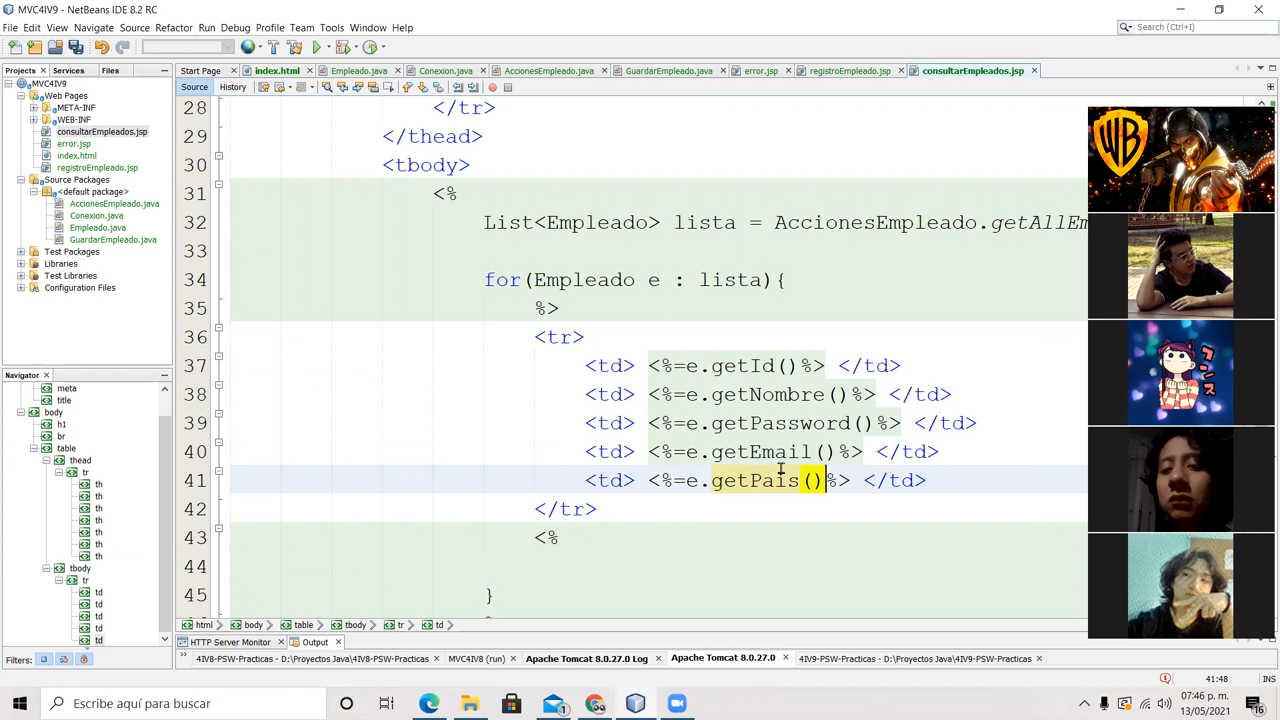 MVC4IV9 - NetBeans IDE 8.2 RC
File Edit View Navigate Source Refactor Run Debug Profile Team Tools Window Help
Search (Ctrl+I)
Projects Services Files
Start Page index.html Empleado.java Conexion.java AccionesEmpleado.java GuardarEmpleado.java error.jsp registroEmpleado.jsp consultarEmpleados.jsp
Source History
MVC4IV9
Web Pages
META-INF
WEB-INF
consultarEmpleados.jsp
error.jsp
index.html
registroEmpleado.jsp
Source Packages
<default package>
AccionesEmpleado.java
Conexion.java
Empleado.java
GuardarEmpleado.java
Test Packages
Libraries
Test Libraries
Configuration Files
Navigator
meta
title
body
h1
br
table
thead
tr
th
th
th
th
th
th
th
tbody
tr
td
td
td
td
td
Filters:
28 </tr>
29 </thead>
30 <tbody>
31 <%
32 List<Empleado> lista = AccionesEmpleado.getAllEm
33
34 for(Empleado e : lista){
35 %>
36 <tr>
37 <td> <%=e.getId()%> </td>
38 <td> <%=e.getNombre()%> </td>
39 <td> <%=e.getPassword()%> </td>
40 <td> <%=e.getEmail()%> </td>
41 <td> <%=e.getPais()%> </td>
42 </tr>
43 <%
44
45 }
WB
html body table tbody tr td
HTTP Server Monitor Output
4IV8-PSW-Practicas - D:\Proyectos Java\4IV8-PSW-Practicas MVC4IV8 (run) Apache Tomcat 8.0.27.0 Log Apache Tomcat 8.0.27.0 4IV9-PSW-Practicas - D:\Proyectos Java\4IV9-PSW-Practicas
41:48 INS
Escribe aquí para buscar
1
07:46 p. m.
13/05/2021
16